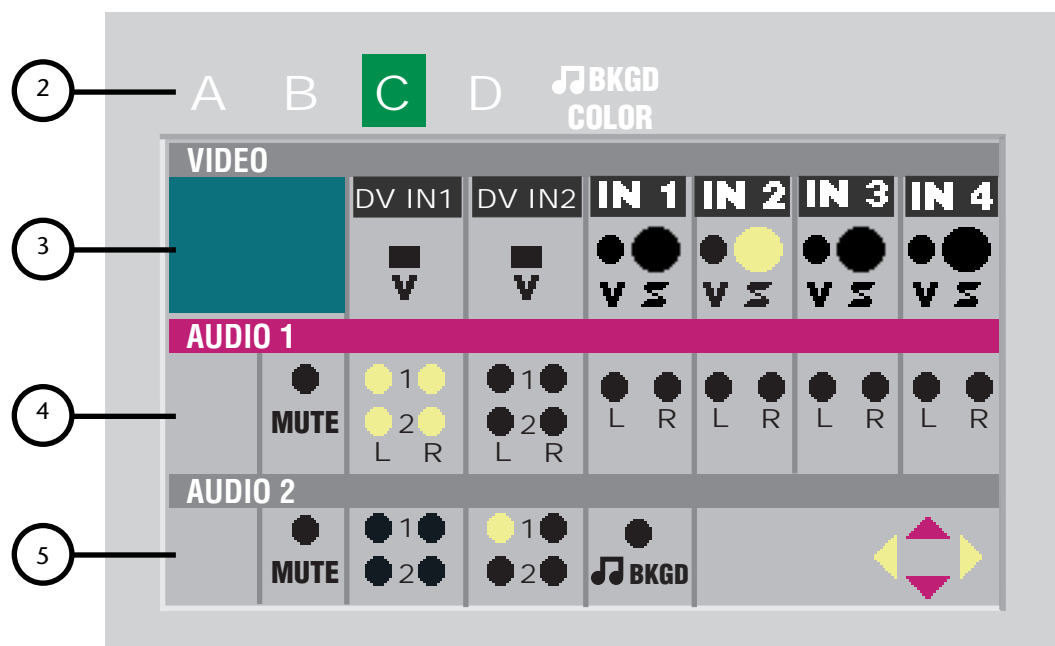 2 A B C D BKGD
COLOR
VIDEO
DV IN1 DV IN2 IN 1 IN 2 IN 3 IN 4
3
V V V S V S V S V S
AUDIO 1
1 1
4
MUTE 2 2 L R L R L R L R
L R L R
AUDIO 2
1 1
5
MUTE 2 2 BKGD